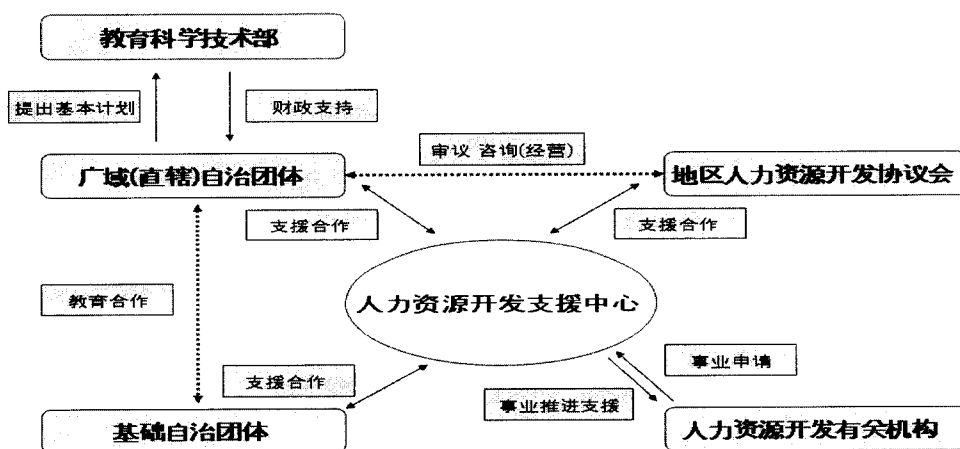 教育科学技术部
提出基本计划
财政支持
审议 咨询(经营)
广域(直辖)自治团体
地区人力资源开发协议会
支援合作
支援合作
教育合作
人力资源开发支援中心
支援合作
事业申请
事业推进支援
基础自治团体
人力资源开发有关机构